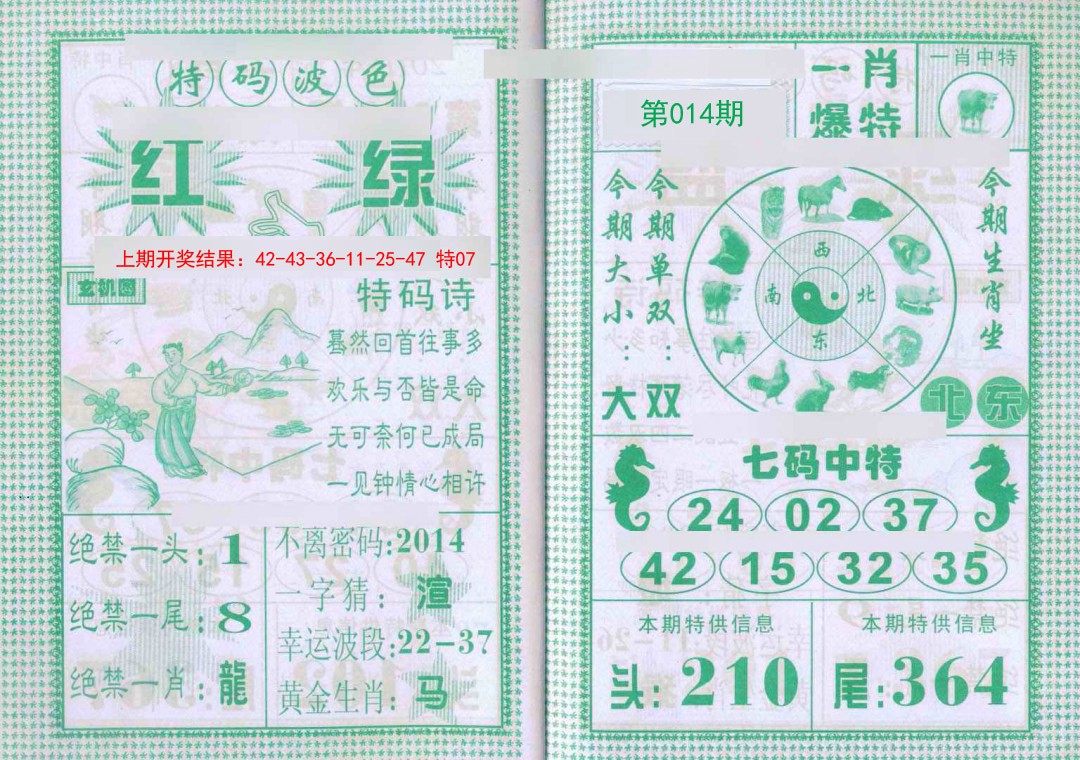 特码波色
红 绿
上期开奖结果：42-43-36-11-25-47 特07
玄机图
特码诗
蓦然回首往事多
欢乐与否皆是命
无可奈何已成局
一见钟情心相许
绝禁一头：1
绝禁一尾：8
绝禁一肖：龍
不离密码：2014
一字猜：渲
幸运波段：22-37
黄金生肖：马
第014期
一肖
爆特
一肖中特
今期大小：大
今期单双：双
西
南 北
东
今期生肖坐
北 东
七码中特
24 02 37
42 15 32 35
本期特供信息
头：210
本期特供信息
尾：364